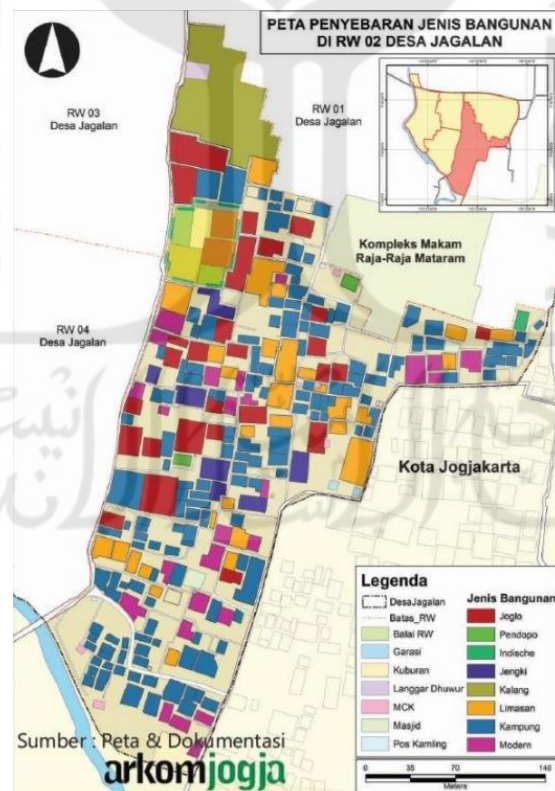 PETA PENYEBARAN JENIS BANGUNAN
DI RW 02 DESA JAGALAN
RW 03
Desa Jagalan
RW 01
Desa Jagalan
Kompleks Makam
Raja-Raja Mataram
RW 04
Desa Jagalan
Kota Jogjakarta
Legenda
DesaJagalan
Batas_RW
Balai RW
Garasi
Kuburan
Langgar Dhuwur
MCK
Masjid
Pos Kamling
Jenis Bangunan
Joglo
Pendopo
Indische
Jengki
Kalang
Limasan
Kampung
Modern
Sumber : Peta & Dokumentasi
arkomjogja
0 35 70 140
Meters